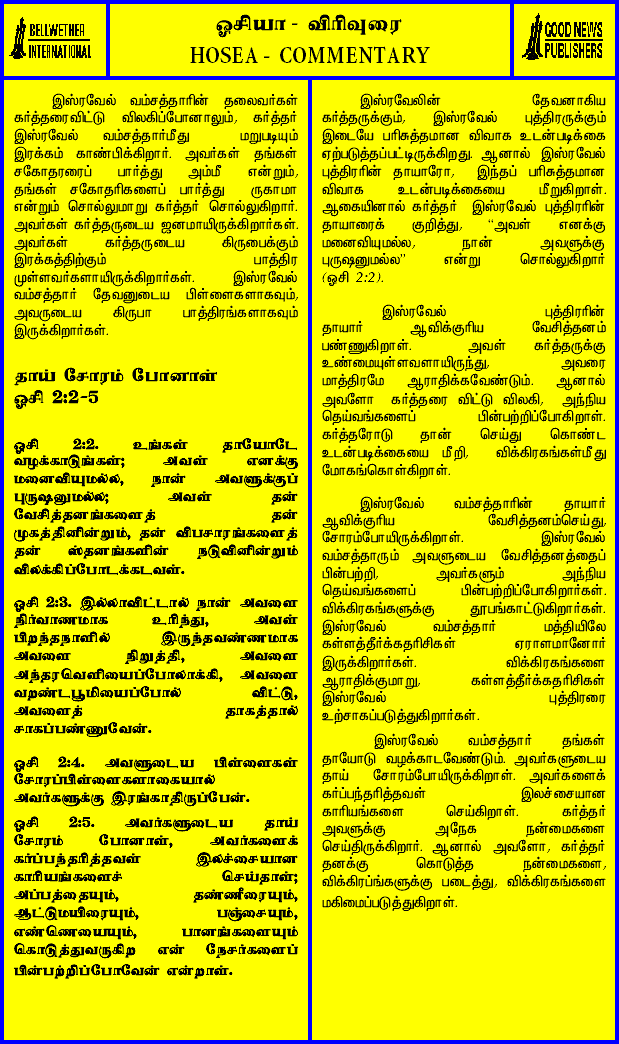 BELLWETHER
INTERNATIONAL
ஓசியா - விரிவுரை
HOSEA - COMMENTARY
GOOD NEWS
PUBLISHERS
இஸ்ரவேல் வம்சத்தாரின் தலைவர்கள்
கர்த்தரைவிட்டு விலகிப்போனாலும், கர்த்தர்
இஸ்ரவேல் வம்சத்தார்மீது மறுபடியும்
இரக்கம் காண்பிக்கிறார். அவர்கள் தங்கள்
சகோதரரைப் பார்த்து அம்மீ என்றும்,
தங்கள் சகோதரிகளைப் பார்த்து ருகாமா
என்றும் சொல்லுமாறு கர்த்தர் சொல்லுகிறார்.
அவர்கள் கர்த்தருடைய ஜனமாயிருக்கிறார்கள்.
அவர்கள் கர்த்தருடைய கிருபைக்கும்
இரக்கத்திற்கும் பாத்திர
முள்ளவர்களாயிருக்கிறார்கள். இஸ்ரவேல்
வம்சத்தார் தேவனுடைய பிள்ளைகளாகவும்,
அவருடைய கிருபா பாத்திரங்களாகவும்
இருக்கிறார்கள்.
தாய் சோரம் போனாள்
ஓசி 2:2-5
ஓசி 2:2. உங்கள் தாயோடே
வழக்காடுங்கள்; அவள் எனக்கு
மனைவியுமல்ல, நான் அவளுக்குப்
புருஷனுமல்ல; அவள் தன்
வேசித்தனங்களைத் தன்
முகத்தினின்றும், தன் விபசாரங்களைத்
தன் ஸ்தனங்களின் நடுவினின்றும்
விலக்கிப்போடக்கடவள்.
ஓசி 2:3. இல்லாவிட்டால் நான் அவளை
நிர்வாணமாக உரிந்து, அவள்
பிறந்தநாளில் இருந்தவண்ணமாக
அவளை நிறுத்தி, அவளை
அந்தரவெளியைப்போலாக்கி, அவளை
வறண்டபூமியைப்போல் விட்டு,
அவளைத் தாகத்தால்
சாகப்பண்ணுவேன்.
ஓசி 2:4. அவளுடைய பிள்ளைகள்
சோரப்பிள்ளைகளாகையால்
அவர்களுக்கு இரங்காதிருப்பேன்.
ஓசி 2:5. அவர்களுடைய தாய்
சோரம் போனாள், அவர்களைக்
கர்ப்பந்தரித்தவள் இலச்சையான
காரியங்களைச் செய்தாள்;
அப்பத்தையும், தண்ணீரையும்,
ஆட்டுமயிரையும், பஞ்சையும்,
எண்ணெயையும், பானங்களையும்
கொடுத்துவருகிற என் நேசர்களைப்
பின்பற்றிப்போவேன் என்றாள்.
இஸ்ரவேலின் தேவனாகிய
கர்த்தருக்கும், இஸ்ரவேல் புத்திரருக்கும்
இடையே பரிசுத்தமான விவாக உடன்படிக்கை
ஏற்படுத்தப்பட்டிருக்கிறது. ஆனால் இஸ்ரவேல்
புத்திரரின் தாயாரோ, இந்தப் பரிசுத்தமான
விவாக உடன்படிக்கையை மீறுகிறாள்.
ஆகையினால் கர்த்தர் இஸ்ரவேல் புத்திரரின்
தாயாரைக் குறித்து, “அவள் எனக்கு
மனைவியுமல்ல, நான் அவளுக்கு
புருஷனுமல்ல” என்று சொல்லுகிறார்
(ஓசி 2:2).
இஸ்ரவேல் புத்திரரின்
தாயார் ஆவிக்குரிய வேசித்தனம்
பண்ணுகிறாள். அவள் கர்த்தருக்கு
உண்மையுள்ளவளாயிருந்து, அவரை
மாத்திரமே ஆராதிக்கவேண்டும். ஆனால்
அவளோ கர்த்தரை விட்டு விலகி, அந்நிய
தெய்வங்களைப் பின்பற்றிப்போகிறாள்.
கர்த்தரோடு தான் செய்து கொண்ட
உடன்படிக்கையை மீறி, விக்கிரகங்கள்மீது
மோகங்கொள்கிறாள்.
இஸ்ரவேல் வம்சத்தாரின் தாயார்
ஆவிக்குரிய வேசித்தனம்செய்து,
சோரம்போயிருக்கிறாள். இஸ்ரவேல்
வம்சத்தாரும் அவளுடைய வேசித்தனத்தைப்
பின்பற்றி, அவர்களும் அந்நிய
தெய்வங்களைப் பின்பற்றிப்போகிறார்கள்.
விக்கிரகங்களுக்கு தூபங்காட்டுகிறார்கள்.
இஸ்ரவேல் வம்சத்தார் மத்தியிலே
கள்ளத்தீர்க்கதரிசிகள் ஏராளமானோர்
இருக்கிறார்கள். விக்கிரகங்களை
ஆராதிக்குமாறு, கள்ளத்தீர்க்கதரிசிகள்
இஸ்ரவேல் புத்திரரை
உற்சாகப்படுத்துகிறார்கள்.
இஸ்ரவேல் வம்சத்தார் தங்கள்
தாயோடு வழக்காடவேண்டும். அவர்களுடைய
தாய் சோரம்போயிருக்கிறாள். அவர்களைக்
கர்ப்பந்தரித்தவள் இலச்சையான
காரியங்களை செய்கிறாள். கர்த்தர்
அவளுக்கு அநேக நன்மைகளை
செய்திருக்கிறார். ஆனால் அவளோ, கர்த்தர்
தனக்கு கொடுத்த நன்மைகளை,
விக்கிரப்ங்களுக்கு படைத்து, விக்கிரகங்களை
மகிமைப்படுத்துகிறாள்.